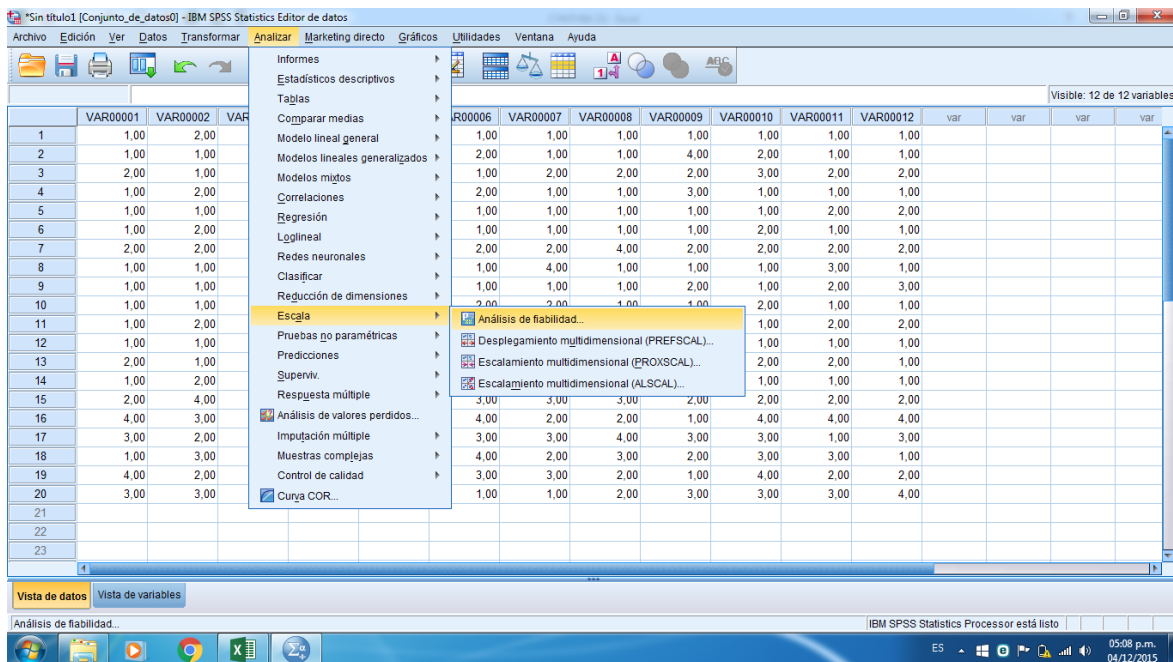 *Sin título1 [Conjunto_de_datos0] - IBM SPSS Statistics Editor de datos
Archivo Edición Ver Datos Transformar Analizar Marketing directo Gráficos Utilidades Ventana Ayuda
Visible: 12 de 12 variables
Informes
Estadísticos descriptivos
Tablas
Comparar medias
Modelo lineal general
Modelos lineales generalizados
Modelos mixtos
Correlaciones
Regresión
Loglineal
Redes neuronales
Clasificar
Reducción de dimensiones
Escala
Pruebas no paramétricas
Predicciones
Superviv.
Respuesta múltiple
Análisis de valores perdidos...
Imputación múltiple
Muestras complejas
Control de calidad
Curva COR...
Análisis de fiabilidad...
Desplegamiento multidimensional (PREFSCAL)...
Escalamiento multidimensional (PROXSCAL)...
Escalamiento multidimensional (ALSCAL)...
VAR00001 VAR00002 VAR R00006 VAR00007 VAR00008 VAR00009 VAR00010 VAR00011 VAR00012 var var var var
1 1,00 2,00 1,00 1,00 1,00 1,00 1,00 1,00 1,00
2 1,00 1,00 2,00 1,00 1,00 4,00 2,00 1,00 1,00
3 2,00 1,00 1,00 2,00 2,00 2,00 3,00 2,00 2,00
4 1,00 2,00 2,00 1,00 1,00 3,00 1,00 1,00 1,00
5 1,00 1,00 1,00 1,00 1,00 1,00 1,00 2,00 2,00
6 1,00 2,00 1,00 1,00 1,00 1,00 2,00 1,00 1,00
7 2,00 2,00 2,00 2,00 4,00 2,00 2,00 2,00 2,00
8 1,00 1,00 1,00 4,00 1,00 1,00 1,00 3,00 1,00
9 1,00 1,00 1,00 1,00 1,00 2,00 1,00 2,00 3,00
10 1,00 1,00 2,00 2,00 1,00 1,00 2,00 1,00 1,00
11 1,00 2,00 1,00 2,00 2,00
12 1,00 1,00 1,00 1,00 1,00
13 2,00 1,00 2,00 2,00 1,00
14 1,00 2,00 1,00 1,00 1,00
15 2,00 4,00 3,00 3,00 3,00 2,00 2,00 2,00 2,00
16 4,00 3,00 4,00 2,00 2,00 1,00 4,00 4,00 4,00
17 3,00 2,00 3,00 3,00 4,00 3,00 3,00 1,00 3,00
18 1,00 3,00 4,00 2,00 3,00 2,00 3,00 3,00 1,00
19 4,00 2,00 3,00 3,00 2,00 1,00 4,00 2,00 2,00
20 3,00 3,00 1,00 1,00 2,00 3,00 3,00 3,00 4,00
21
22
23
Vista de datos Vista de variables
Análisis de fiabilidad...
IBM SPSS Statistics Processor está listo
ES
05:08 p.m.
04/12/2015